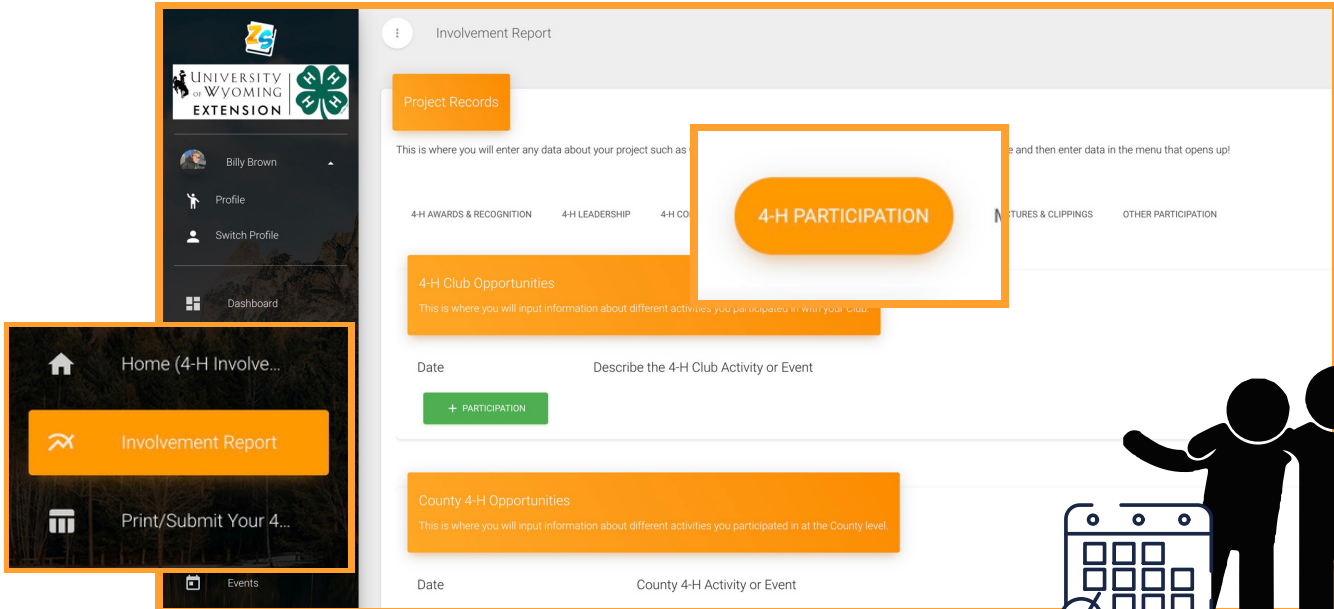 ZS
UNIVERSITY
OF WYOMING
EXTENSION
H H H H
Billy Brown
Profile
Switch Profile
Dashboard
Home (4-H Involve...
Involvement Report
Print/Submit Your 4...
Events
Involvement Report
Project Records
This is where you will enter any data about your project such as
and then enter data in the menu that opens up!
4-H AWARDS & RECOGNITION
4-H LEADERSHIP
4-H CO
4-H PARTICIPATION
CTURES & CLIPPINGS
OTHER PARTICIPATION
4-H Club Opportunities
This is where you will input information about different activities you participated in with your Club.
Date
Describe the 4-H Club Activity or Event
+ PARTICIPATION
County 4-H Opportunities
This is where you will input information about different activities you participated in at the County level.
Date
County 4-H Activity or Event